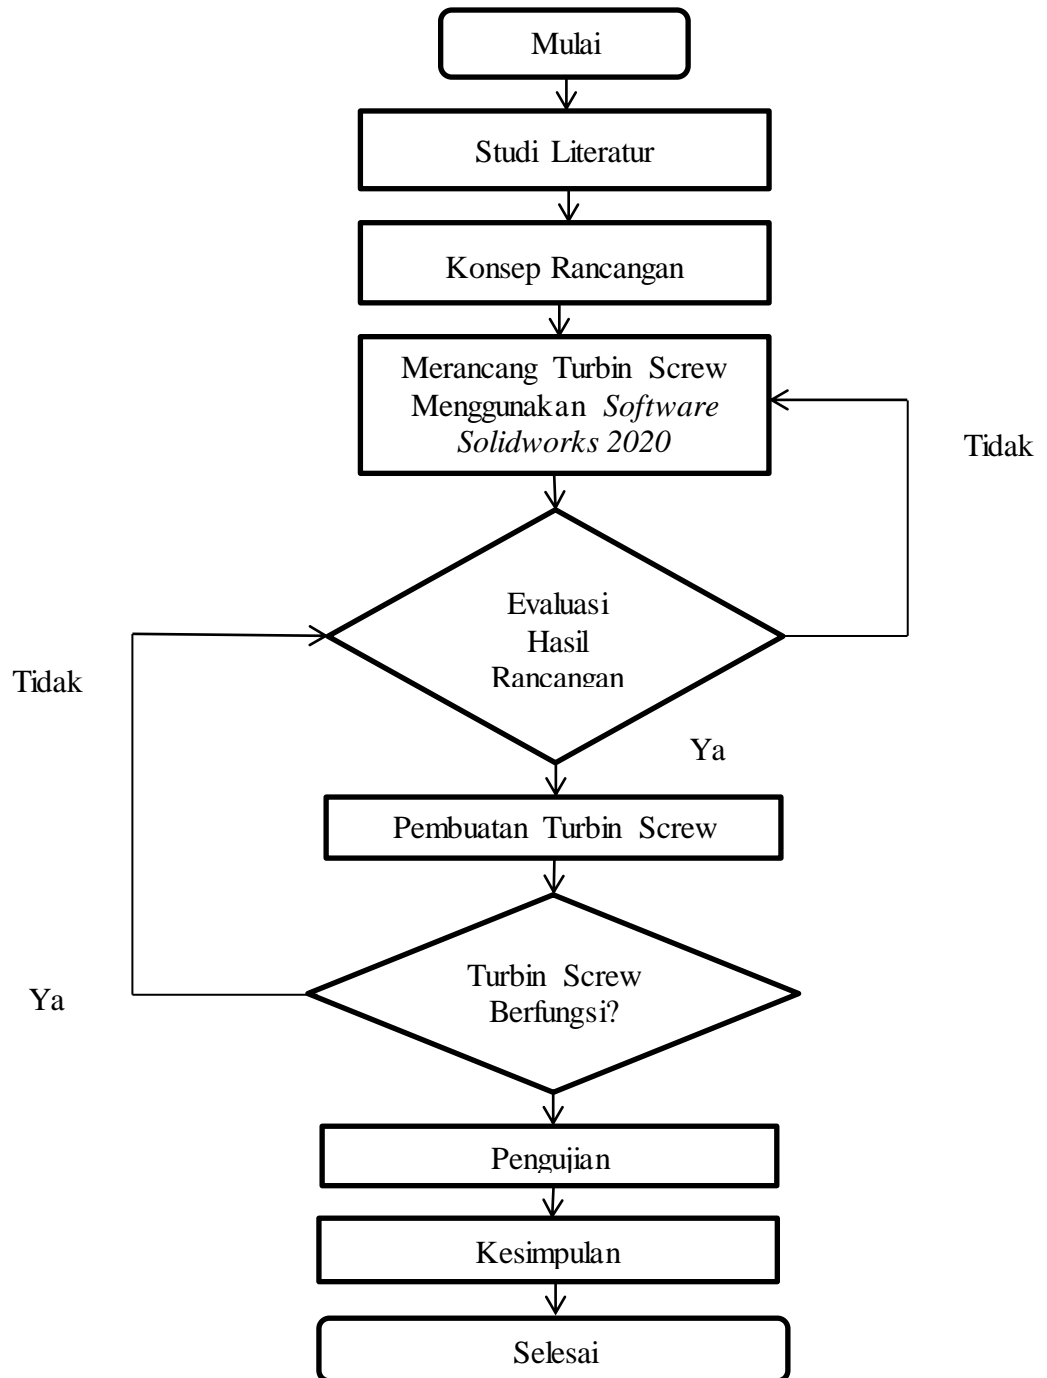 Mulai
Studi Literatur
Konsep Rancangan
Merancang Turbin Screw
Menggunakan Software
Solidworks 2020
Tidak
Evaluasi
Hasil
Rancangan
Tidak
Ya
Pembuatan Turbin Screw
Turbin Screw
Berfungsi?
Ya
Pengujian
Kesimpulan
Selesai